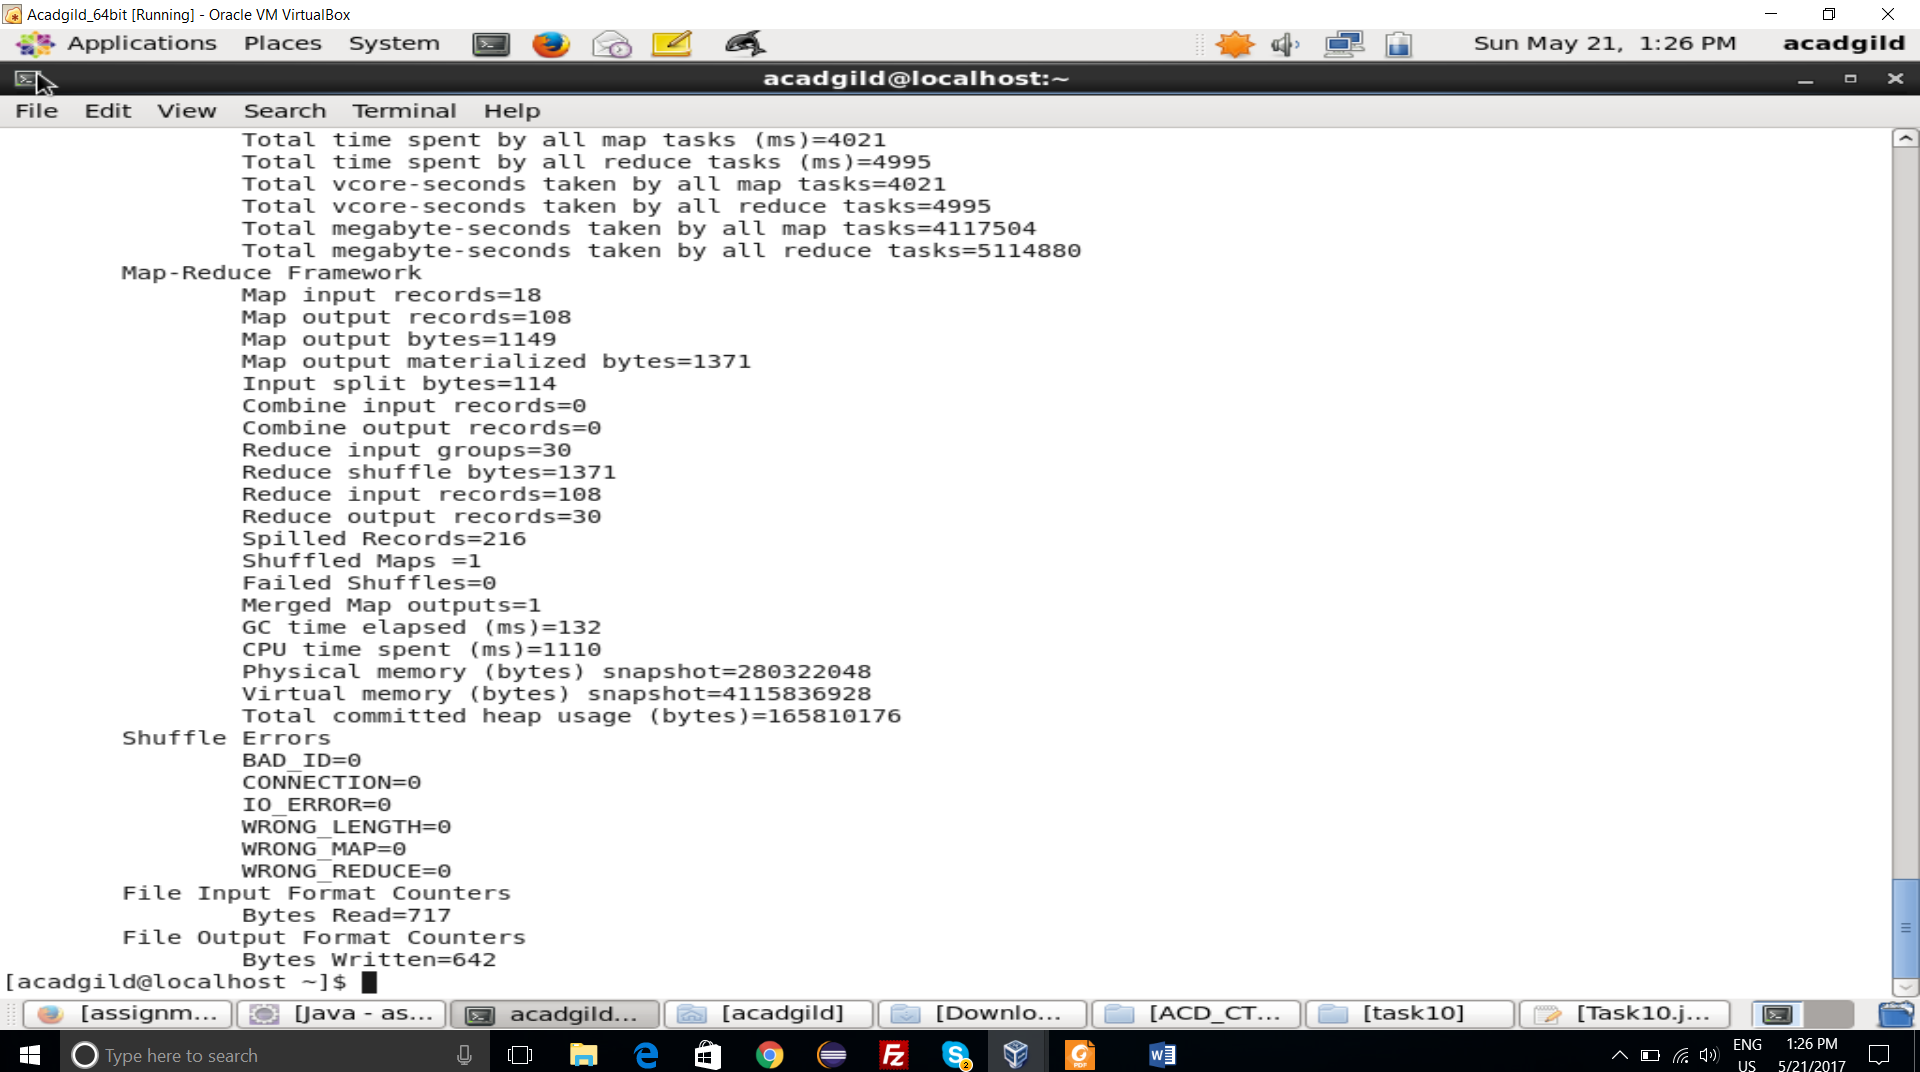 Acadgild_64bit [Running] - Oracle VM VirtualBox
Applications Places System Sun May 21, 1:26 PM acadgild
acadgild@localhost:~
File Edit View Search Terminal Help
Total time spent by all map tasks (ms)=4021
Total time spent by all reduce tasks (ms)=4995
Total vcore-seconds taken by all map tasks=4021
Total vcore-seconds taken by all reduce tasks=4995
Total megabyte-seconds taken by all map tasks=4117504
Total megabyte-seconds taken by all reduce tasks=5114880
Map-Reduce Framework
Map input records=18
Map output records=108
Map output bytes=1149
Map output materialized bytes=1371
Input split bytes=114
Combine input records=0
Combine output records=0
Reduce input groups=30
Reduce shuffle bytes=1371
Reduce input records=108
Reduce output records=30
Spilled Records=216
Shuffled Maps =1
Failed Shuffles=0
Merged Map outputs=1
GC time elapsed (ms)=132
CPU time spent (ms)=1110
Physical memory (bytes) snapshot=280322048
Virtual memory (bytes) snapshot=4115836928
Total committed heap usage (bytes)=165810176
Shuffle Errors
BAD_ID=0
CONNECTION=0
IO_ERROR=0
WRONG_LENGTH=0
WRONG_MAP=0
WRONG_REDUCE=0
File Input Format Counters
Bytes Read=717
File Output Format Counters
Bytes Written=642
[acadgild@localhost ~]$
[assignm... [Java - as... acadgild... [acadgild] [Downlo... [ACD_CT... [task10] [Task10.j...
Type here to search
ENG 1:26 PM
US 5/21/2017